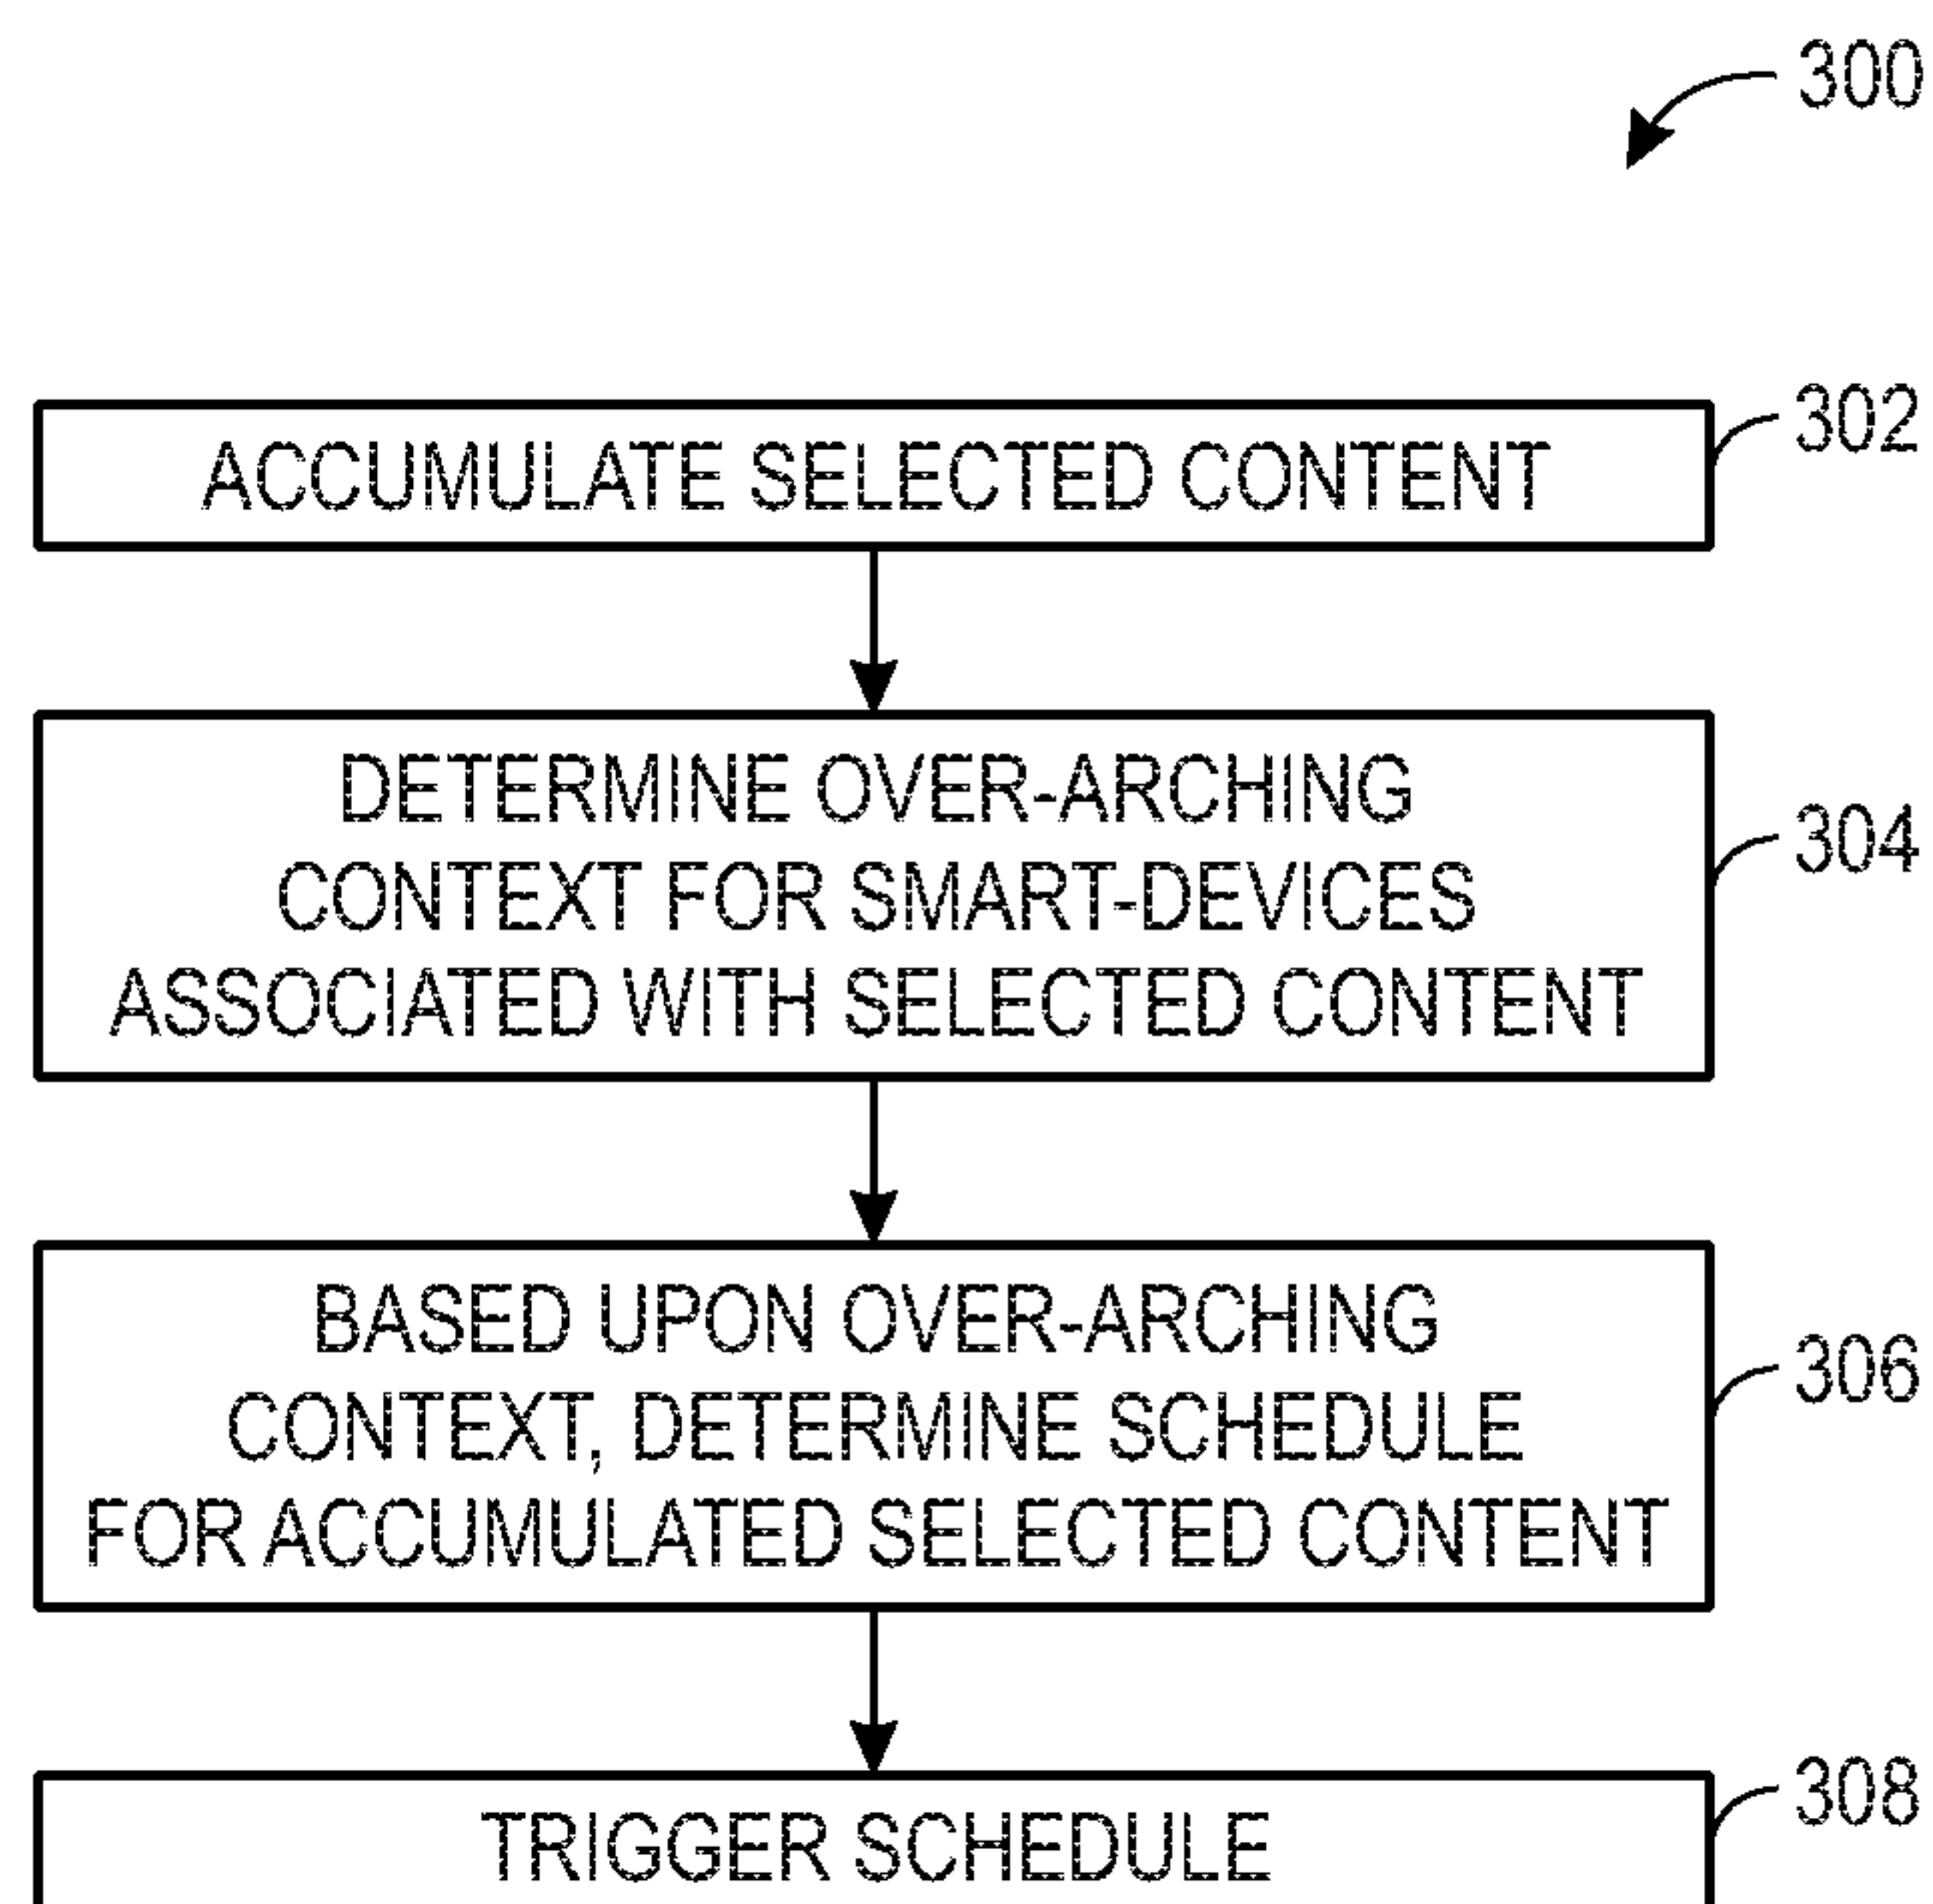 300
ACCUMULATE SELECTED CONTENT
302
DETERMINE OVER-ARCHING
CONTEXT FOR SMART-DEVICES
ASSOCIATED WITH SELECTED CONTENT
304
BASED UPON OVER-ARCHING
CONTEXT, DETERMINE SCHEDULE
FOR ACCUMULATED SELECTED CONTENT
306
TRIGGER SCHEDULE
308